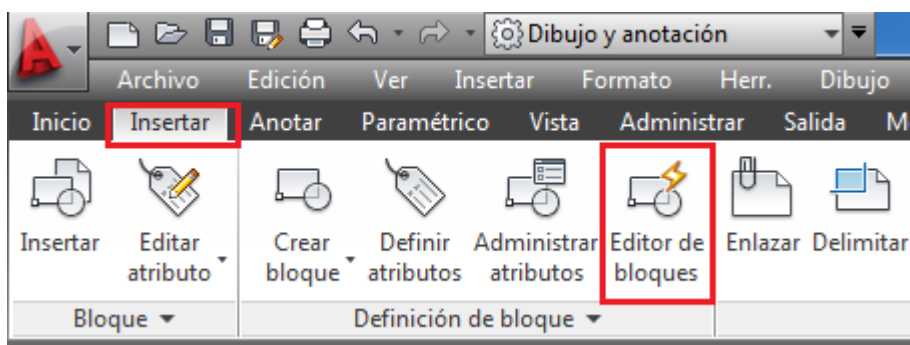 Dibujo y anotación
Archivo Edición Ver Insertar Formato Herr. Dibujo
Inicio Insertar Anotar Paramétrico Vista Administrar Salida M
Insertar Editar atributo Crear bloque Definir atributos Administrar atributos Editor de bloques Enlazar Delimitar
Bloque Definición de bloque